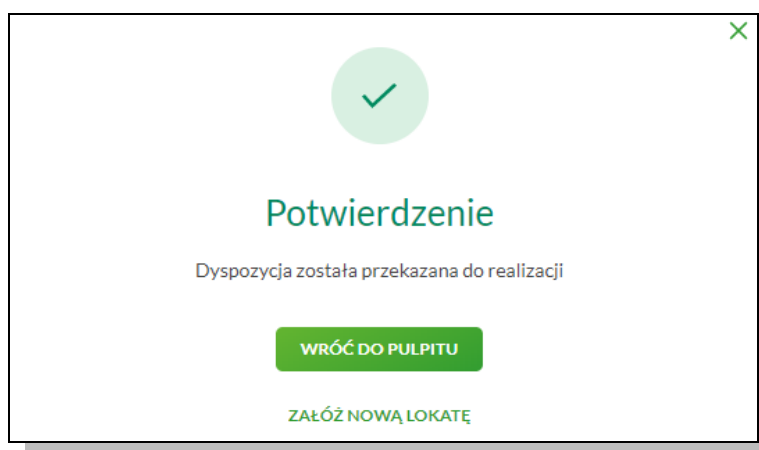 Potwierdzenie
Dyspozycja została przekazana do realizacji
WRÓĆ DO PULPITU
ZAŁÓŻ NOWĄ LOKATĘ